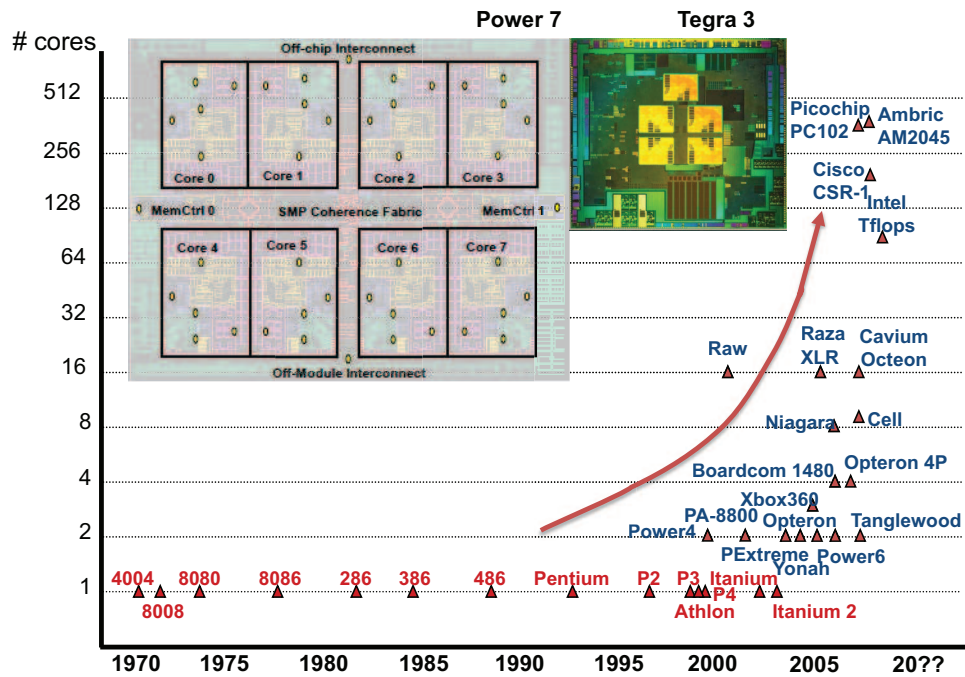 Power 7
Tegra 3
# cores
Off-chip Interconnect
512
Picochip
PC102
Ambric
AM2045
256
Core 0
Core 1
Core 2
Core 3
Cisco
CSR-1
128
MemCtrl 0
SMP Coherence Fabric
MemCtrl 1
Intel
Tflops
Core 4
Core 5
Core 6
Core 7
64
32
Raw
Raza
XLR
Cavium
Octeon
16
Off-Module Interconnect
8
Niagara
Cell
Boardcom 1480
Opteron 4P
4
Xbox360
PA-8800
Power4
Opteron
Tanglewood
2
PExtreme
Power6
Yonah
4004
8080
8086
286
386
486
Pentium
P2
P3
Itanium
1
P4
8008
Athlon
Itanium 2
1970
1975
1980
1985
1990
1995
2000
2005
20??